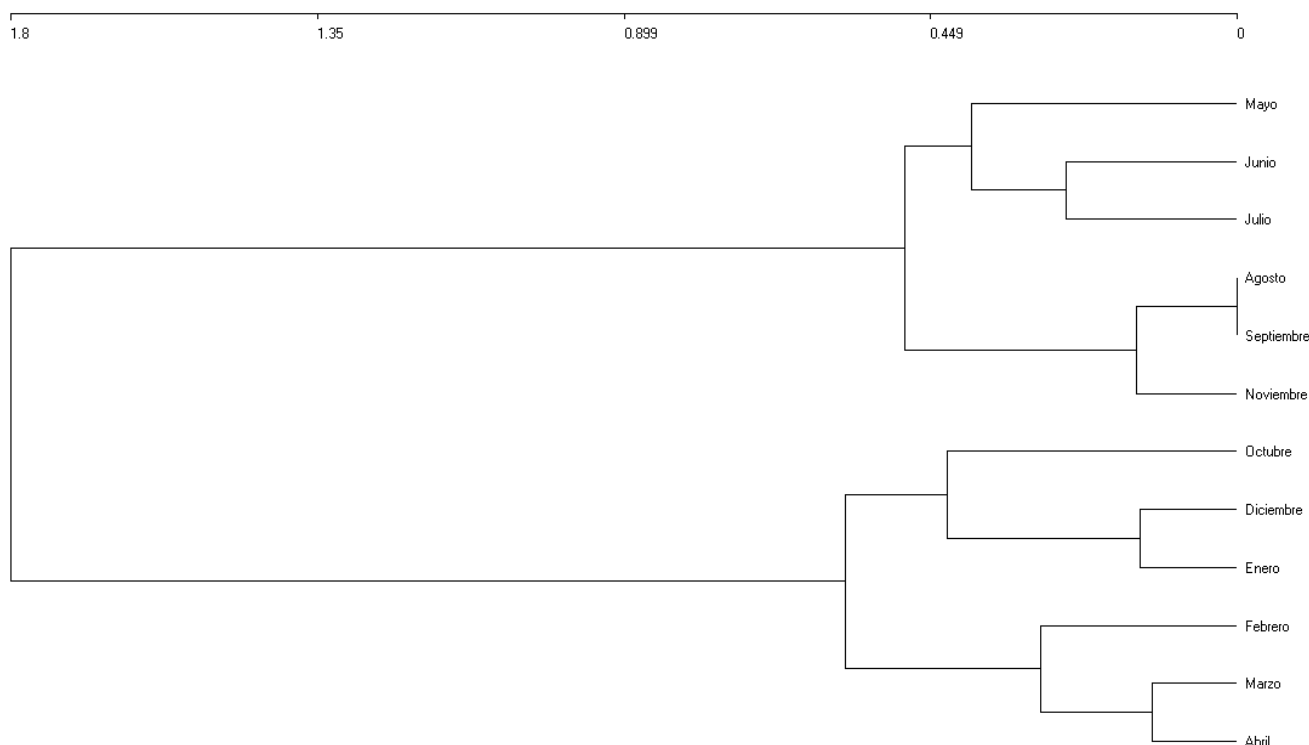 1.8 1.35 0.899 0.449 0
Mayo
Junio
Julio
Agosto
Septiembre
Noviembre
Octubre
Diciembre
Enero
Febrero
Marzo
Abril